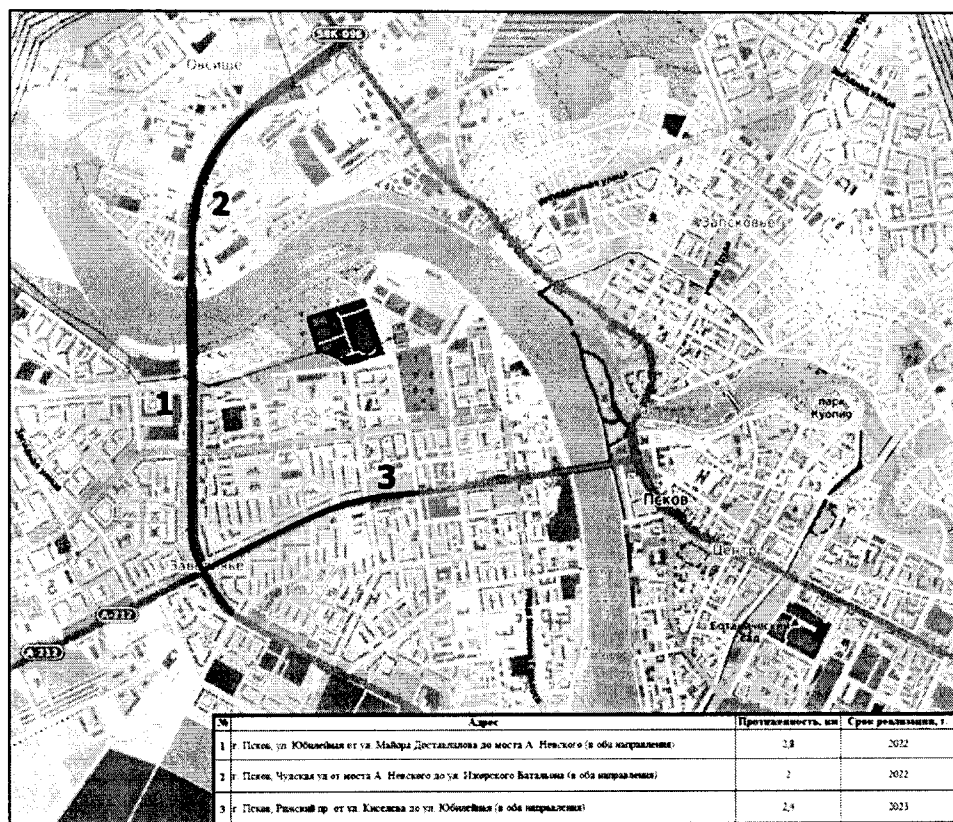 58К-096
Овсище
2
Запсковье
1
парк
Куопио
3
Псков
Центр
Завеличье
А-212
А-212
Ботанический
сад
№ Адрес Протяженность, км Срок реализации, г.
1 г. Псков, ул. Юбилейная от ул. Майора Доставалова до моста А. Невского (в оба направления) 2,8 2022
2 г. Псков, Чудская ул от моста А. Невского до ул. Ижорского Батальона (в оба направления) 2 2022
3 г. Псков, Рижский пр. от ул. Киселева до ул. Юбилейная (в оба направления) 2,4 2023